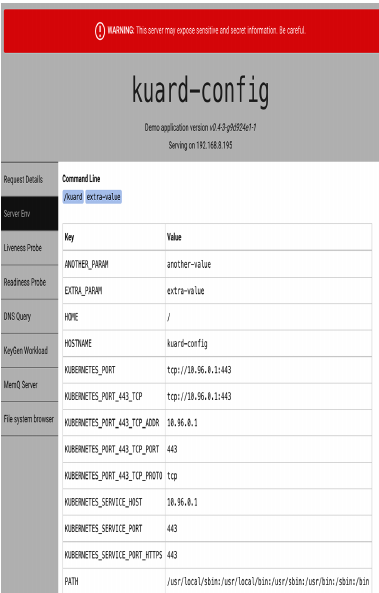 WARNING: This server may expose sensitive and secret information. Be careful.
kuard-config
Demo application version v0.4-3-g9d924e1-1
Serving on 192.168.8.195
Request Details
Server Env
Liveness Probe
Readiness Probe
DNS Query
KeyGen Workload
MemQ Server
File system browser
Command Line
/kuard extra-value
Key Value
ANOTHER_PARAM another-value
EXTRA_PARAM extra-value
HOME /
HOSTNAME kuard-config
KUBERNETES_PORT tcp://10.96.0.1:443
KUBERNETES_PORT_443_TCP tcp://10.96.0.1:443
KUBERNETES_PORT_443_TCP_ADDR 10.96.0.1
KUBERNETES_PORT_443_TCP_PORT 443
KUBERNETES_PORT_443_TCP_PROTO tcp
KUBERNETES_SERVICE_HOST 10.96.0.1
KUBERNETES_SERVICE_PORT 443
KUBERNETES_SERVICE_PORT_HTTPS 443
PATH /usr/local/sbin:/usr/local/bin:/usr/sbin:/usr/bin:/sbin:/bin